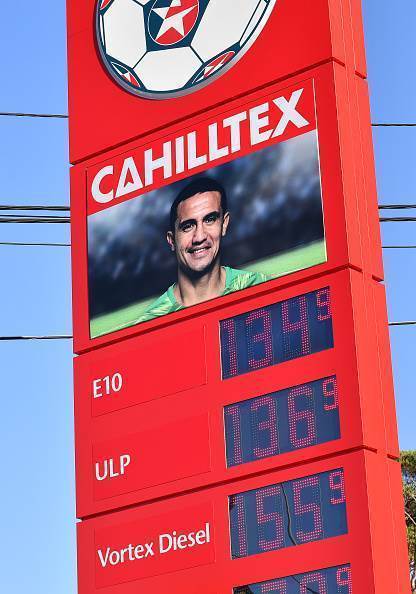 CAHILLTEX
E10 134.9
ULP 136.9
Vortex Diesel 155.9